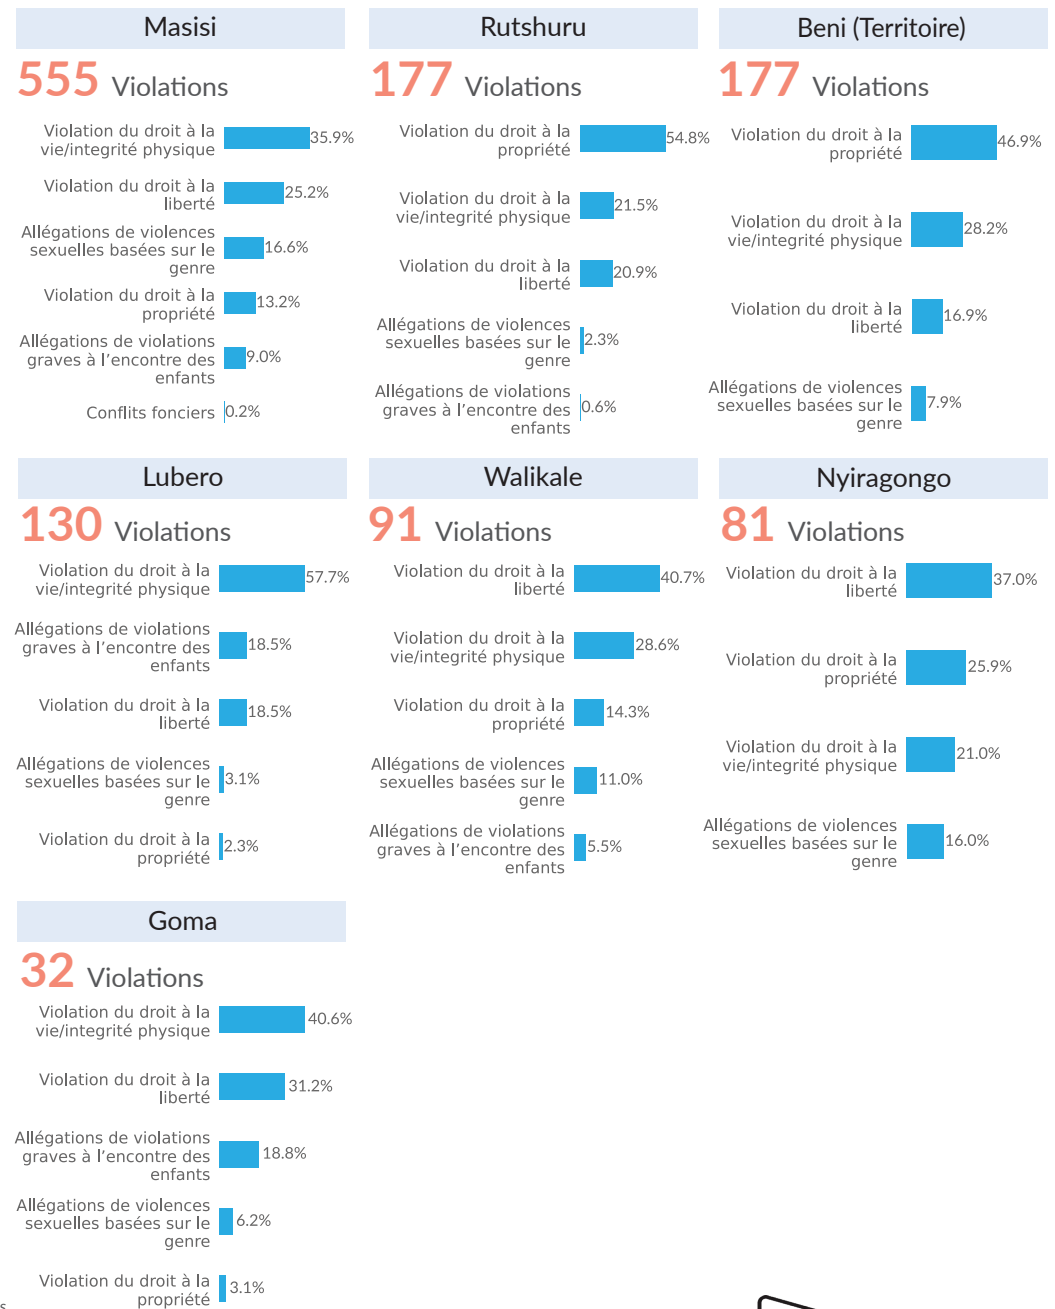 Masisi
555 Violations
Violation du droit à la
vie/integrité physique
35.9%
Violation du droit à la
liberté
25.2%
Allégations de violences
sexuelles basées sur le
genre
16.6%
Violation du droit à la
propriété
13.2%
Allégations de violations
graves à l’encontre des
enfants
9.0%
Conflits fonciers
0.2%
Rutshuru
177 Violations
Violation du droit à la
propriété
54.8%
Violation du droit à la
vie/integrité physique
21.5%
Violation du droit à la
liberté
20.9%
Allégations de violences
sexuelles basées sur le
genre
2.3%
Allégations de violations
graves à l’encontre des
enfants
0.6%
Beni (Territoire)
177 Violations
Violation du droit à la
propriété
46.9%
Violation du droit à la
vie/integrité physique
28.2%
Violation du droit à la
liberté
16.9%
Allégations de violences
sexuelles basées sur le
genre
7.9%
Lubero
130 Violations
Violation du droit à la
vie/integrité physique
57.7%
Allégations de violations
graves à l’encontre des
enfants
18.5%
Violation du droit à la
liberté
18.5%
Allégations de violences
sexuelles basées sur le
genre
3.1%
Violation du droit à la
propriété
2.3%
Walikale
91 Violations
Violation du droit à la
liberté
40.7%
Violation du droit à la
vie/integrité physique
28.6%
Violation du droit à la
propriété
14.3%
Allégations de violences
sexuelles basées sur le
genre
11.0%
Allégations de violations
graves à l’encontre des
enfants
5.5%
Nyiragongo
81 Violations
Violation du droit à la
liberté
37.0%
Violation du droit à la
propriété
25.9%
Violation du droit à la
vie/integrité physique
21.0%
Allégations de violences
sexuelles basées sur le
genre
16.0%
Goma
32 Violations
Violation du droit à la
vie/integrité physique
40.6%
Violation du droit à la
liberté
31.2%
Allégations de violations
graves à l’encontre des
enfants
18.8%
Allégations de violences
sexuelles basées sur le
genre
6.2%
Violation du droit à la
propriété
3.1%